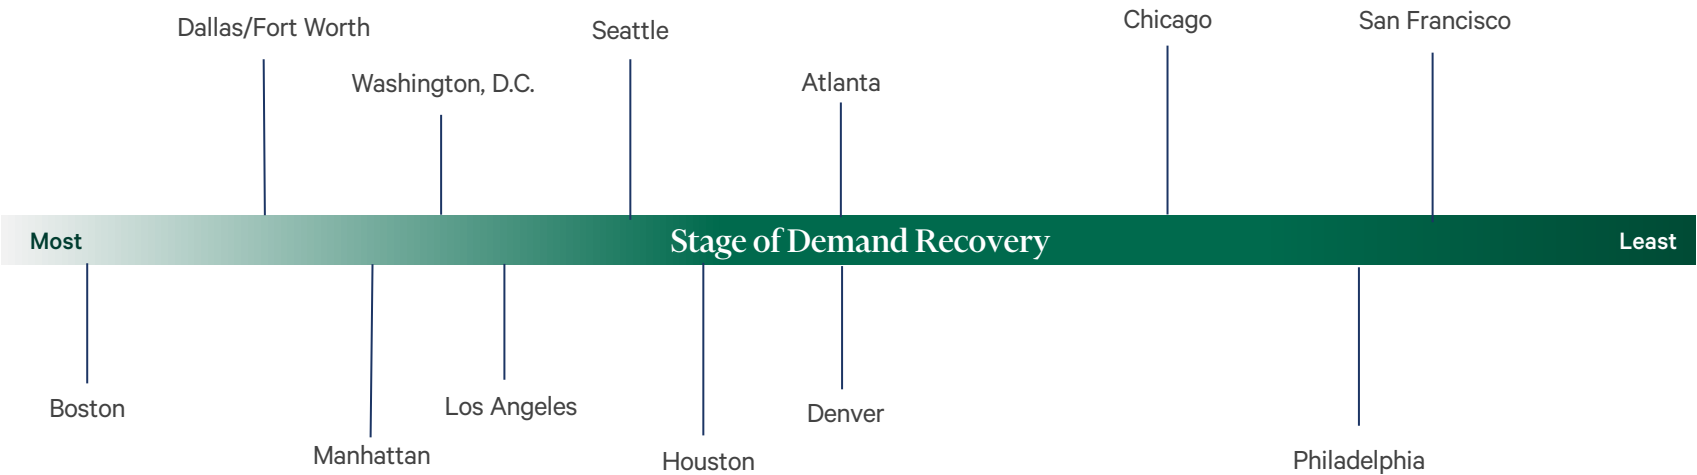 Dallas/Fort Worth
Washington, D.C.
Seattle
Atlanta
Chicago
San Francisco
Most
Stage of Demand Recovery
Least
Boston
Manhattan
Los Angeles
Houston
Denver
Philadelphia